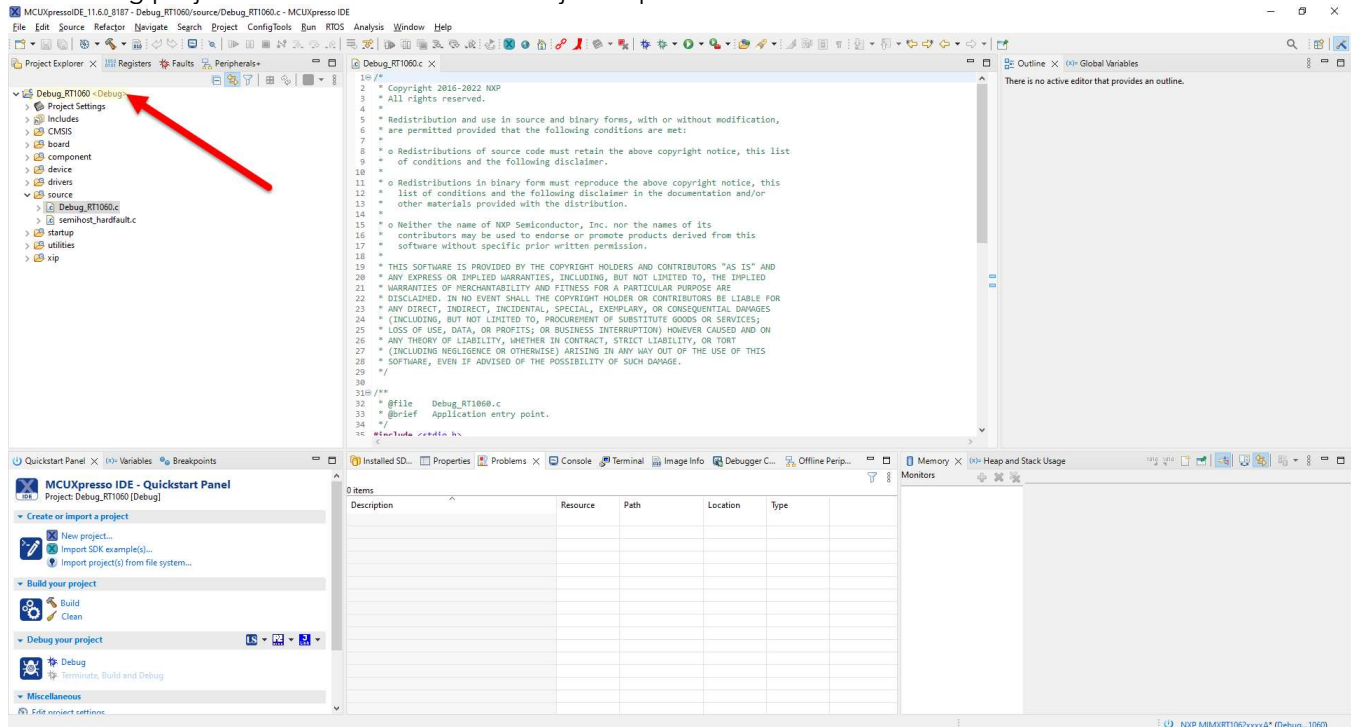 MCUXpressoIDE_11.6.0_8187 - Debug_RT1060/source/Debug_RT1060.c - MCUXpresso IDE
File Edit Source Refactor Navigate Search Project ConfigTools Run RTOS Analysis Window Help
Project Explorer Registers Faults Peripherals+
Debug_RT1060 <Debug>
Project Settings
Includes
CMSIS
board
component
device
drivers
source
Debug_RT1060.c
semihost_hardfault.c
startup
utilities
xip
Debug_RT1060.c
1 /*
2 * Copyright 2016-2022 NXP
3 * All rights reserved.
4 *
5 * Redistribution and use in source and binary forms, with or without modification,
6 * are permitted provided that the following conditions are met:
7 *
8 * o Redistributions of source code must retain the above copyright notice, this list
9 * of conditions and the following disclaimer.
10 *
11 * o Redistributions in binary form must reproduce the above copyright notice, this
12 * list of conditions and the following disclaimer in the documentation and/or
13 * other materials provided with the distribution.
14 *
15 * o Neither the name of NXP Semiconductor, Inc. nor the names of its
16 * contributors may be used to endorse or promote products derived from this
17 * software without specific prior written permission.
18 *
19 * THIS SOFTWARE IS PROVIDED BY THE COPYRIGHT HOLDERS AND CONTRIBUTORS "AS IS" AND
20 * ANY EXPRESS OR IMPLIED WARRANTIES, INCLUDING, BUT NOT LIMITED TO, THE IMPLIED
21 * WARRANTIES OF MERCHANTABILITY AND FITNESS FOR A PARTICULAR PURPOSE ARE
22 * DISCLAIMED. IN NO EVENT SHALL THE COPYRIGHT HOLDER OR CONTRIBUTORS BE LIABLE FOR
23 * ANY DIRECT, INDIRECT, INCIDENTAL, SPECIAL, EXEMPLARY, OR CONSEQUENTIAL DAMAGES
24 * (INCLUDING, BUT NOT LIMITED TO, PROCUREMENT OF SUBSTITUTE GOODS OR SERVICES;
25 * LOSS OF USE, DATA, OR PROFITS; OR BUSINESS INTERRUPTION) HOWEVER CAUSED AND ON
26 * ANY THEORY OF LIABILITY, WHETHER IN CONTRACT, STRICT LIABILITY, OR TORT
27 * (INCLUDING NEGLIGENCE OR OTHERWISE) ARISING IN ANY WAY OUT OF THE USE OF THIS
28 * SOFTWARE, EVEN IF ADVISED OF THE POSSIBILITY OF SUCH DAMAGE.
29 */
30
31 /**
32 * @file Debug_RT1060.c
33 * @brief Application entry point.
34 */
35 #include <stdio.h>
Outline (x)= Global Variables
There is no active editor that provides an outline.
Quickstart Panel (x)= Variables Breakpoints
MCUXpresso IDE - Quickstart Panel
IDE Project: Debug_RT1060 [Debug]
Create or import a project
New project...
Import SDK example(s)...
Import project(s) from file system...
Build your project
Build
Clean
Debug your project
Debug
Terminate, Build and Debug
Miscellaneous
Edit project settings
Installed SD... Properties Problems Console Terminal Image Info Debugger C... Offline Perip...
0 items
Description Resource Path Location Type
Memory (x)= Heap and Stack Usage
Monitors
NXP MIMXRT1062xxxxA* (Debug...1060)